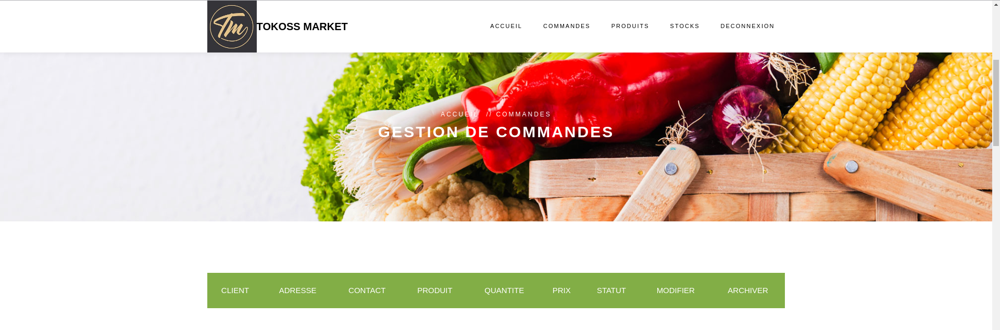 Tm
TOKOSS MARKET
ACCUEIL COMMANDES PRODUITS STOCKS DECONNEXION
ACCUEIL // COMMANDES
GESTION DE COMMANDES
CLIENT ADRESSE CONTACT PRODUIT QUANTITE PRIX STATUT MODIFIER ARCHIVER